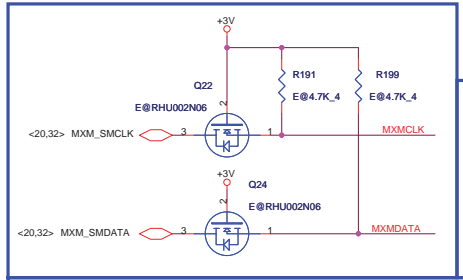 +3V
Q22
E@RHU002N06
R191
E@4.7K_4
R199
E@4.7K_4
2
<20,32> MXM_SMCLK
3
1
MXMCLK
+3V
Q24
E@RHU002N06
2
<20,32> MXM_SMDATA
3
1
MXMDATA